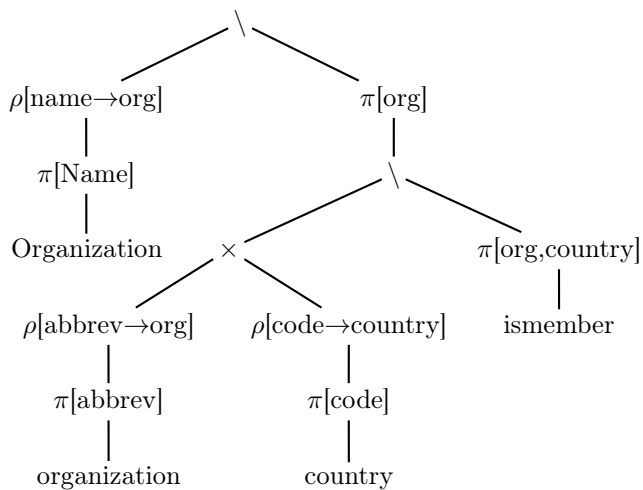 \
ρ[name→org] π[org]
π[Name] \
Organization × π[org,country]
ρ[abbrev→org] ρ[code→country] ismember
π[abbrev] π[code]
organization country